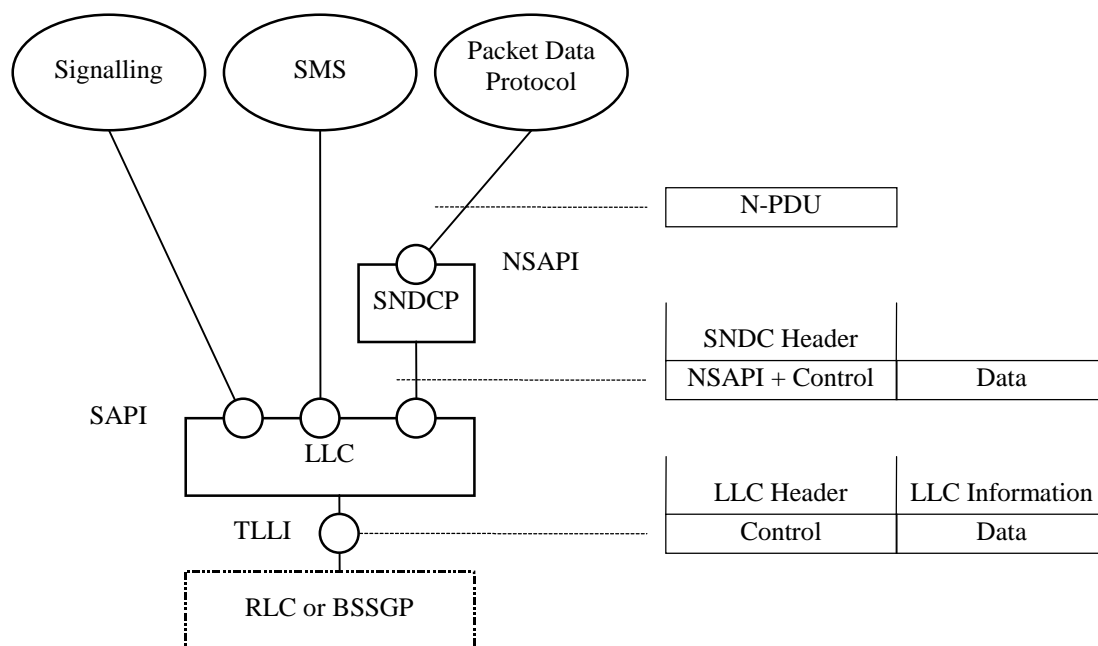 Signalling
SMS
Packet Data
Protocol
N-PDU
NSAPI
SNDCP
SNDC Header
NSAPI + Control
Data
SAPI
LLC
LLC Header
LLC Information
TLLI
Control
Data
RLC or BSSGP